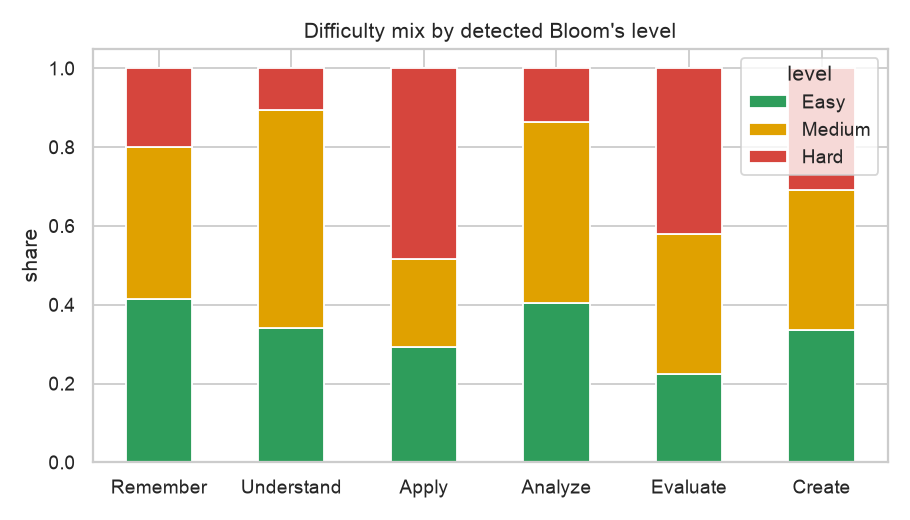 Difficulty mix by detected Bloom's level
level
Easy
Medium
Hard
share
1.0
0.8
0.6
0.4
0.2
0.0
Remember Understand Apply Analyze Evaluate Create